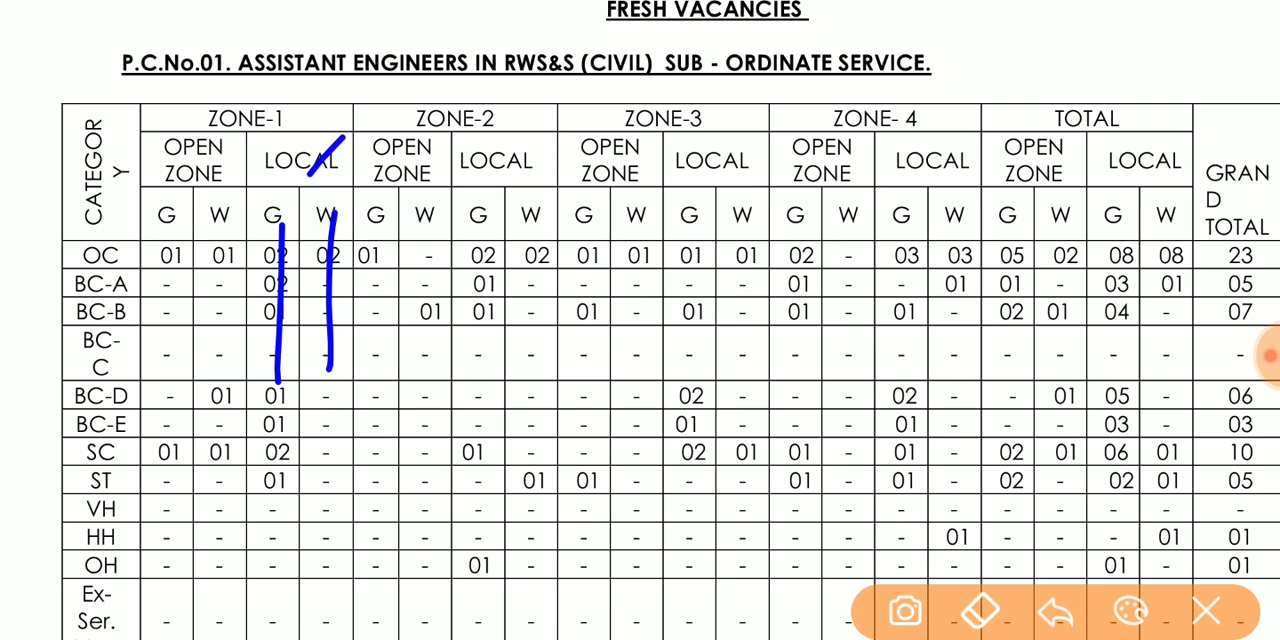 FRESH VACANCIES
P.C.No.01. ASSISTANT ENGINEERS IN RWS&S (CIVIL) SUB - ORDINATE SERVICE.
CATEGORY ZONE-1 ZONE-2 ZONE-3 ZONE- 4 TOTAL GRAND TOTAL
OPEN ZONE LOCAL OPEN ZONE LOCAL OPEN ZONE LOCAL OPEN ZONE LOCAL OPEN ZONE LOCAL
G W G W G W G W G W G W G W G W G W G W
OC 01 01 02 02 01 - 02 02 01 01 01 01 02 - 03 03 05 02 08 08 23
BC-A - - 02 - - - 01 - - - - - 01 - - 01 01 - 03 01 05
BC-B - - - - 01 01 - 01 - 01 - 01 - 01 - 02 01 04 - 07
BC-C - - - - - - - - - - - - - - - - - - - - -
BC-D - 01 01 - - - - - - - 02 - - - 02 - - 01 05 - 06
BC-E - - 01 - - - - - - - 01 - - - 01 - - - 03 - 03
SC 01 01 02 - - - 01 - - - 02 01 01 - 01 - 02 01 06 01 10
ST - - 01 - - - - 01 01 - - - 01 - 01 - 02 - 02 01 05
VH - - - - - - - - - - - - - - - - - - - - -
HH - - - - - - - - - - - - - - - 01 - - - 01 01
OH - - - - - - 01 - - - - - - - - - - - 01 - 01
Ex-Ser. - - - - - - - - - - - - - - - - - - - - -